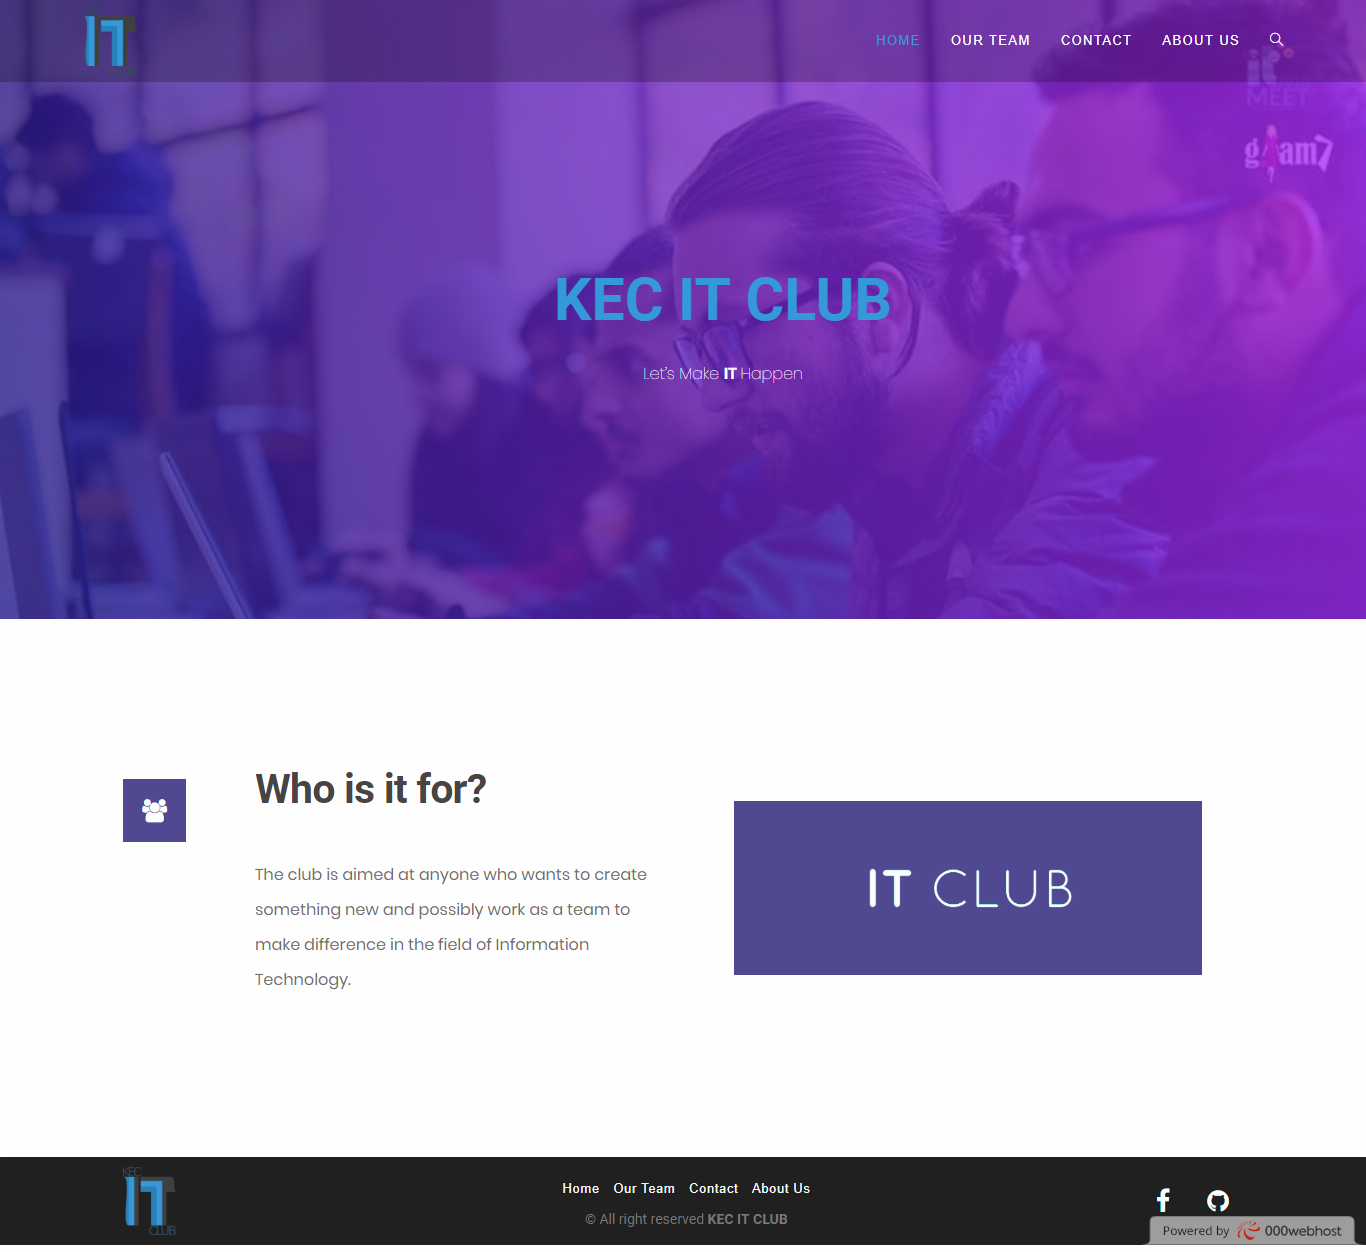 IT
HOME
OUR TEAM
CONTACT
ABOUT US
iT
MEET
g
am7
KEC IT CLUB
Let's Make IT Happen
Who is it for?
The club is aimed at anyone who wants to create
something new and possibly work as a team to
make difference in the field of Information
Technology.
IT CLUB
KEC
IT
CLUB
Home Our Team Contact About Us
© All right reserved KEC IT CLUB
Powered by 000webhost